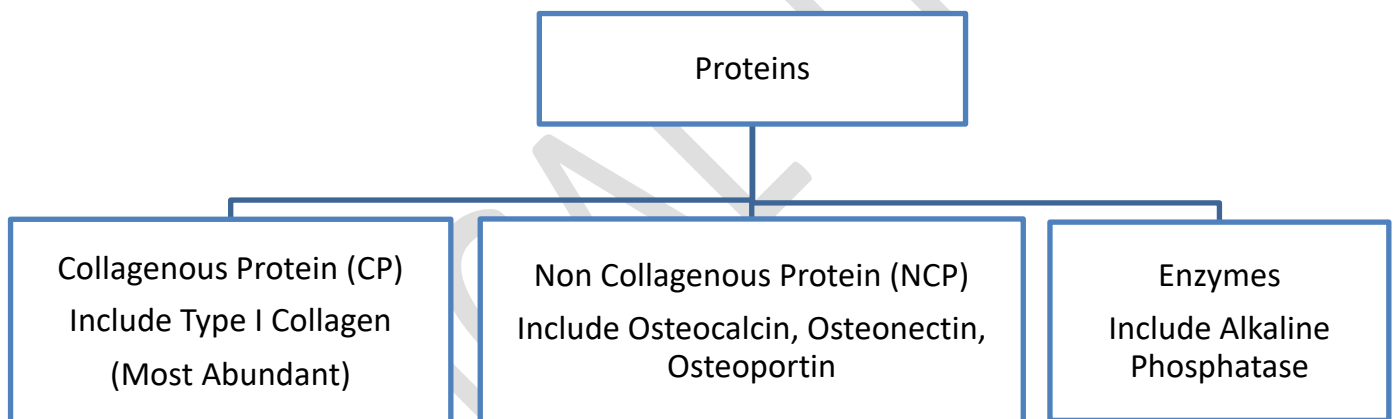 Proteins
Collagenous Protein (CP)
Include Type I Collagen
(Most Abundant)
Non Collagenous Protein (NCP)
Include Osteocalcin, Osteonectin,
Osteoportin
Enzymes
Include Alkaline
Phosphatase